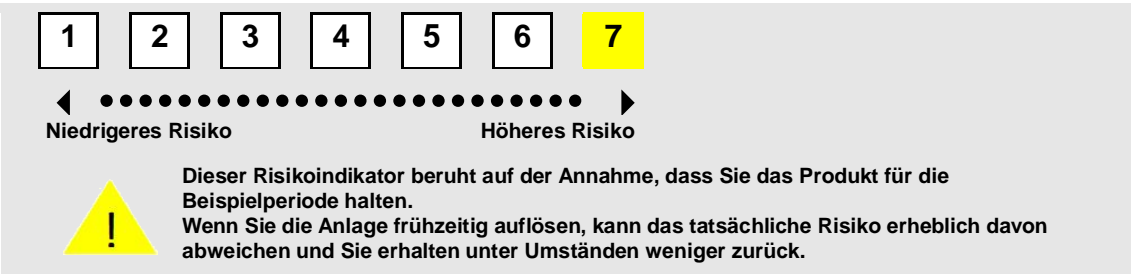 1 2 3 4 5 6 7
Niedrigeres Risiko Höheres Risiko
Dieser Risikoindikator beruht auf der Annahme, dass Sie das Produkt für die
Beispielperiode halten.
Wenn Sie die Anlage frühzeitig auflösen, kann das tatsächliche Risiko erheblich davon
abweichen und Sie erhalten unter Umständen weniger zurück.
!